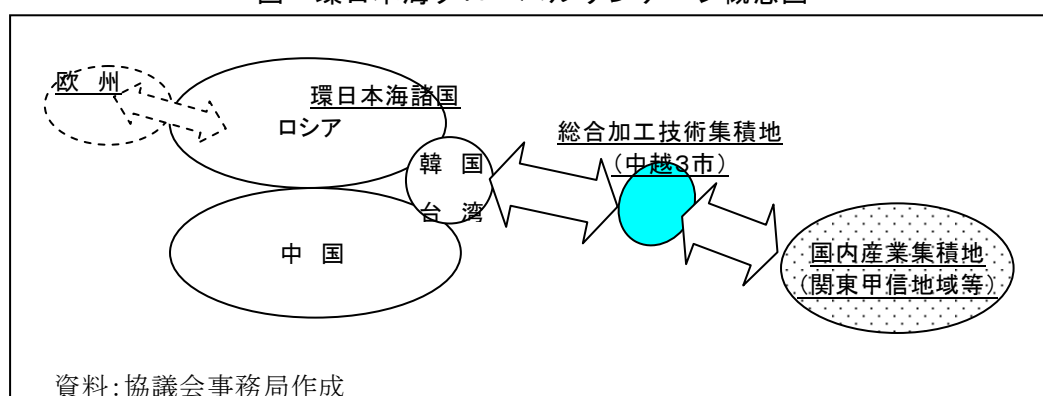 欧 州
環日本海諸国
ロシア
総合加工技術集積地
（中越３市）
韓 国
台 湾
中 国
国内産業集積地
（関東甲信地域等）
資料：協議会事務局作成